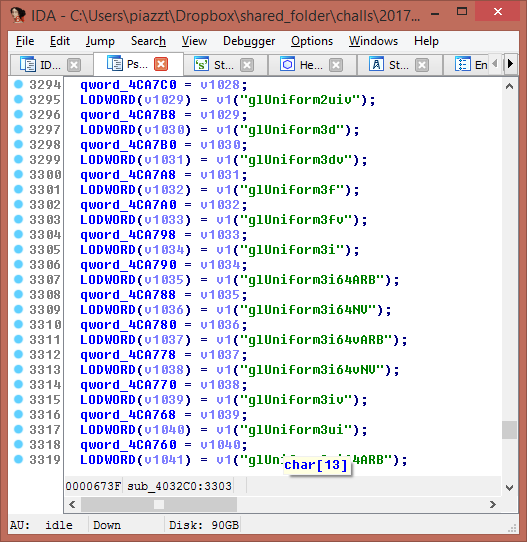 IDA - C:\Users\piazzt\Dropbox\shared_folder\challs\2017...
File Edit Jump Search View Debugger Options Windows Help
ID... Ps... St... He... St... En
3294 qword_4CA7C0 = v1028;
3295 LODWORD(v1029) = v1("glUniform2uiv");
3296 qword_4CA7B8 = v1029;
3297 LODWORD(v1030) = v1("glUniform3d");
3298 qword_4CA7B0 = v1030;
3299 LODWORD(v1031) = v1("glUniform3dv");
3300 qword_4CA7A8 = v1031;
3301 LODWORD(v1032) = v1("glUniform3f");
3302 qword_4CA7A0 = v1032;
3303 LODWORD(v1033) = v1("glUniform3fv");
3304 qword_4CA798 = v1033;
3305 LODWORD(v1034) = v1("glUniform3i");
3306 qword_4CA790 = v1034;
3307 LODWORD(v1035) = v1("glUniform3i64ARB");
3308 qword_4CA788 = v1035;
3309 LODWORD(v1036) = v1("glUniform3i64NV");
3310 qword_4CA780 = v1036;
3311 LODWORD(v1037) = v1("glUniform3i64vARB");
3312 qword_4CA778 = v1037;
3313 LODWORD(v1038) = v1("glUniform3i64vNV");
3314 qword_4CA770 = v1038;
3315 LODWORD(v1039) = v1("glUniform3iv");
3316 qword_4CA768 = v1039;
3317 LODWORD(v1040) = v1("glUniform3ui");
3318 qword_4CA760 = v1040;
3319 LODWORD(v1041) = v1("glUn 4ARB");
char[13]
0000673F sub_4032C0:3303
AU: idle Down Disk: 90GB